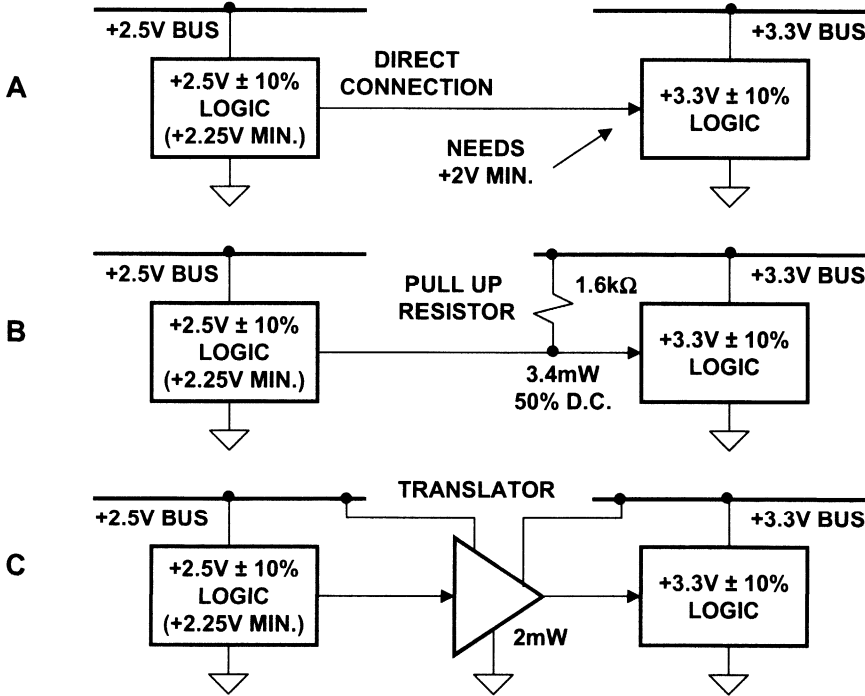 A
+2.5V BUS
+3.3V BUS
DIRECT
CONNECTION
+2.5V ± 10%
LOGIC
(+2.25V MIN.)
+3.3V ± 10%
LOGIC
NEEDS
+2V MIN.
B
+2.5V BUS
+3.3V BUS
PULL UP
RESISTOR
1.6kΩ
+2.5V ± 10%
LOGIC
(+2.25V MIN.)
+3.3V ± 10%
LOGIC
3.4mW
50% D.C.
C
TRANSLATOR
+2.5V BUS
+3.3V BUS
+2.5V ± 10%
LOGIC
(+2.25V MIN.)
+3.3V ± 10%
LOGIC
2mW